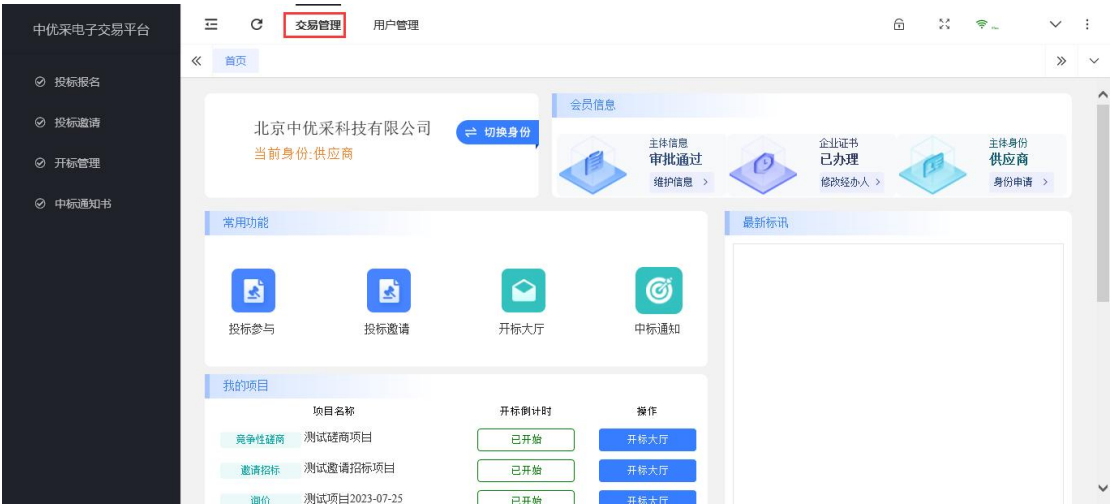 中优采电子交易平台
交易管理
用户管理
首页
投标报名
投标邀请
开标管理
中标通知书
北京中优采科技有限公司
当前身份:供应商
切换身份
会员信息
主体信息
审批通过
维护信息 >
企业证书
已办理
修改经办人 >
主体身份
供应商
身份申请 >
常用功能
投标参与
投标邀请
开标大厅
中标通知
最新标讯
我的项目
项目名称 开标倒计时 操作
竞争性磋商 测试磋商项目 已开始 开标大厅
邀请招标 测试邀请招标项目 已开始 开标大厅
询价 测试项目2023-07-25 已开始 开标大厅